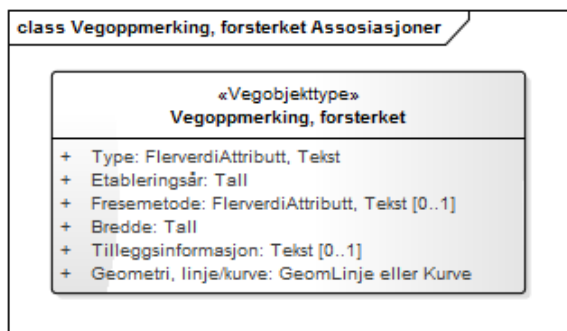 class Vegoppmerking, forsterket Assosiasjoner
«Vegobjekttype»
Vegoppmerking, forsterket
+ Type: FlerverdiAttributt, Tekst
+ Etableringsår: Tall
+ Fresemetode: FlerverdiAttributt, Tekst [0..1]
+ Bredde: Tall
+ Tilleggsinformasjon: Tekst [0..1]
+ Geometri, linje/kurve: GeomLinje eller Kurve